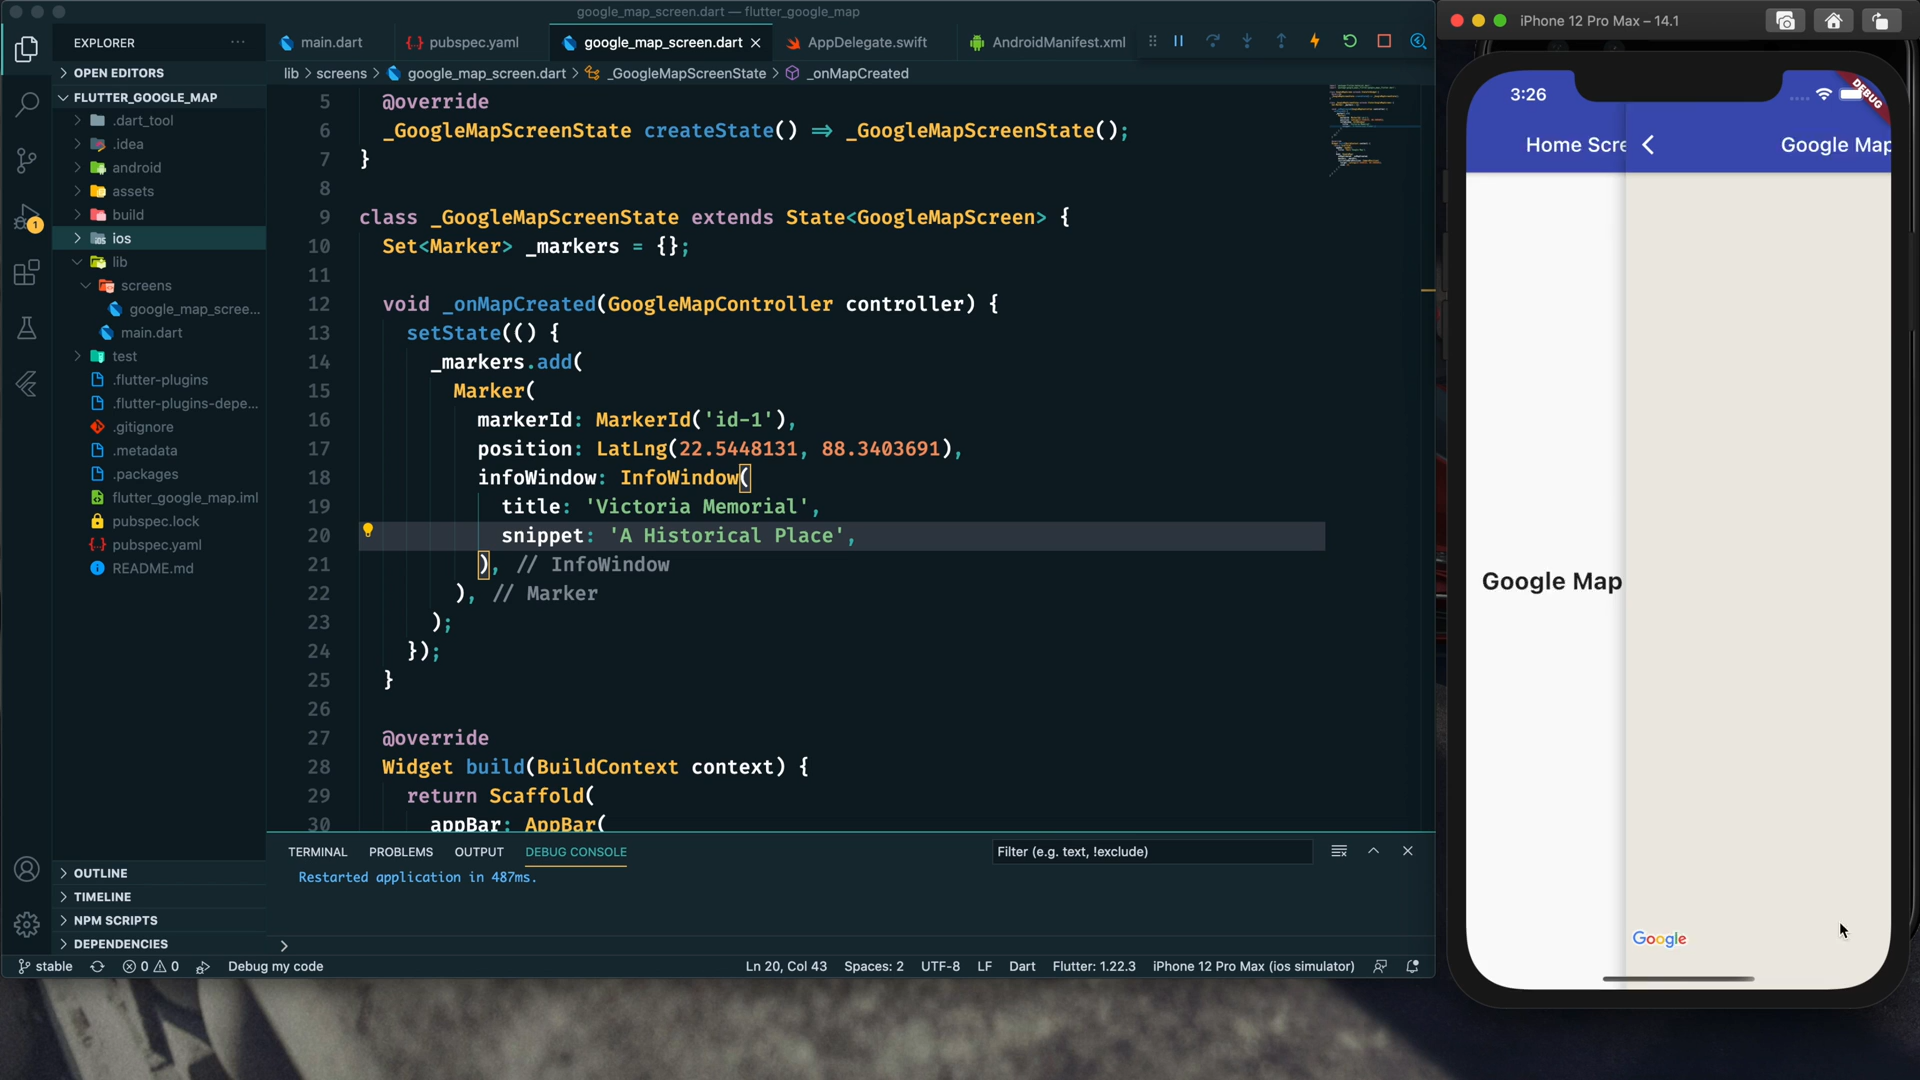 google_map_screen.dart — flutter_google_map
EXPLORER
main.dart
pubspec.yaml
google_map_screen.dart
AppDelegate.swift
AndroidManifest.xml
OPEN EDITORS
FLUTTER_GOOGLE_MAP
.dart_tool
.idea
android
assets
build
ios
lib
screens
google_map_scree...
main.dart
test
.flutter-plugins
.flutter-plugins-depe...
.gitignore
.metadata
.packages
flutter_google_map.iml
pubspec.lock
pubspec.yaml
README.md
OUTLINE
TIMELINE
NPM SCRIPTS
DEPENDENCIES
1
lib > screens > google_map_screen.dart > _GoogleMapScreenState > _onMapCreated
5 @override
6 _GoogleMapScreenState createState() => _GoogleMapScreenState();
7 }
8
9 class _GoogleMapScreenState extends State<GoogleMapScreen> {
10 Set<Marker> _markers = {};
11
12 void _onMapCreated(GoogleMapController controller) {
13 setState(() {
14 _markers.add(
15 Marker(
16 markerId: MarkerId('id-1'),
17 position: LatLng(22.5448131, 88.3403691),
18 infoWindow: InfoWindow(
19 title: 'Victoria Memorial',
20 snippet: 'A Historical Place',
21 ), // InfoWindow
22 ), // Marker
23 );
24 });
25 }
26
27 @override
28 Widget build(BuildContext context) {
29 return Scaffold(
30 appBar: AppBar(
TERMINAL PROBLEMS OUTPUT DEBUG CONSOLE
Filter (e.g. text, !exclude)
Restarted application in 487ms.
stable
0 0
Debug my code
Ln 20, Col 43
Spaces: 2
UTF-8
LF
Dart
Flutter: 1.22.3
iPhone 12 Pro Max (ios simulator)
iPhone 12 Pro Max – 14.1
3:26
DEBUG
Home Scre
Google Map
Google Map
Google